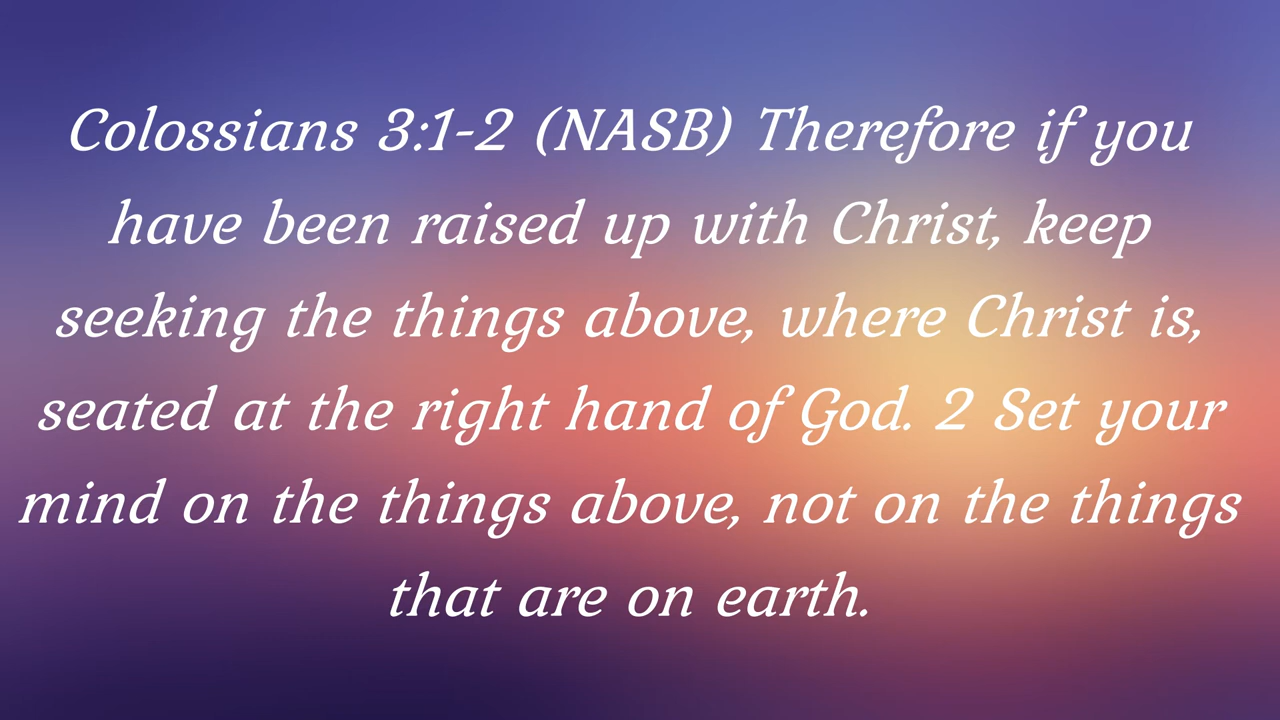 Colossians 3:1-2 (NASB) Therefore if you
have been raised up with Christ, keep
seeking the things above, where Christ is,
seated at the right hand of God. 2 Set your
mind on the things above, not on the things
that are on earth.